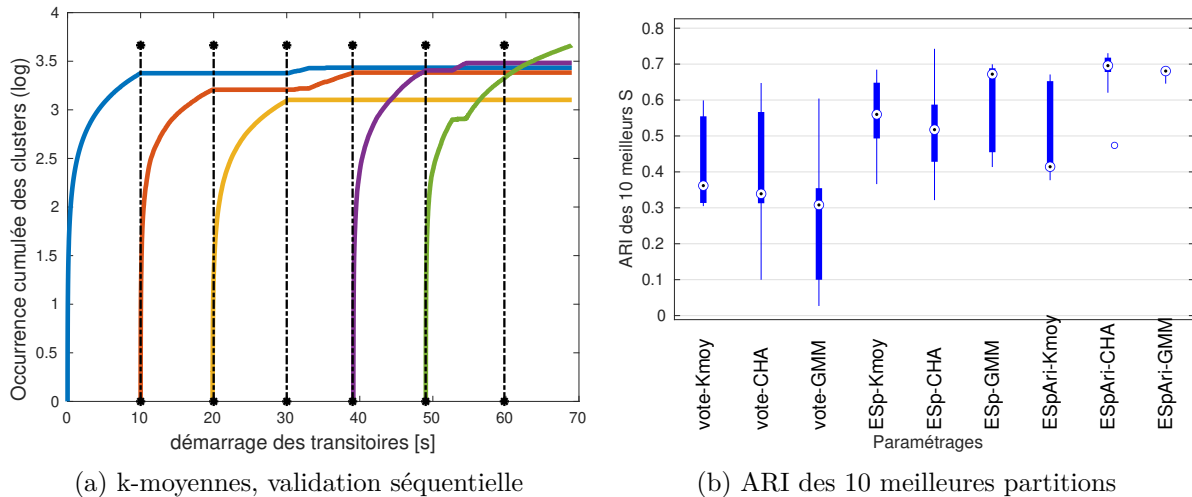 4
3.5
3
2.5
2
1.5
1
0.5
0
Occurrence cumulée des clusters (log)
0 10 20 30 40 50 60 70
démarrage des transitoires [s]
(a) k-moyennes, validation séquentielle
0.8
0.7
0.6
0.5
0.4
0.3
0.2
0.1
0
ARI des 10 meilleurs S
vote-Kmoy
vote-CHA
vote-GMM
ESp-Kmoy
ESp-CHA
ESp-GMM
ESpAri-Kmoy
ESpAri-CHA
ESpAri-GMM
Paramétrages
(b) ARI des 10 meilleures partitions